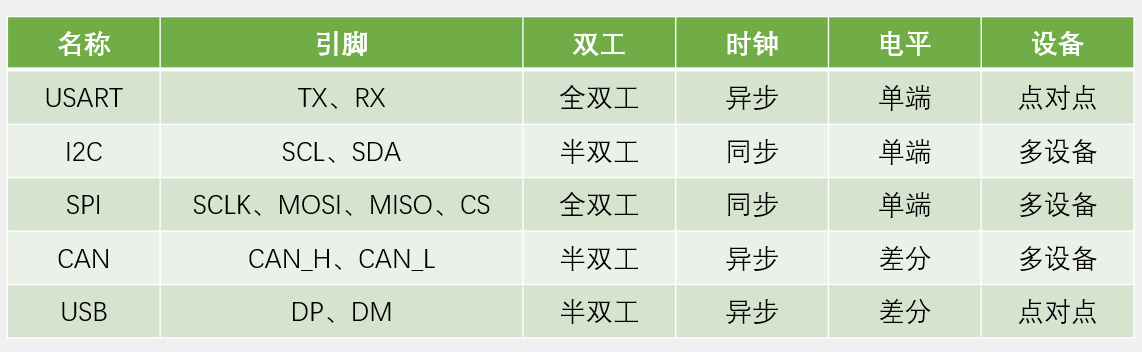 名称 引脚 双工 时钟 电平 设备
USART TX、RX 全双工 异步 单端 点对点
I2C SCL、SDA 半双工 同步 单端 多设备
SPI SCLK、MOSI、MISO、CS 全双工 同步 单端 多设备
CAN CAN_H、CAN_L 半双工 异步 差分 多设备
USB DP、DM 半双工 异步 差分 点对点